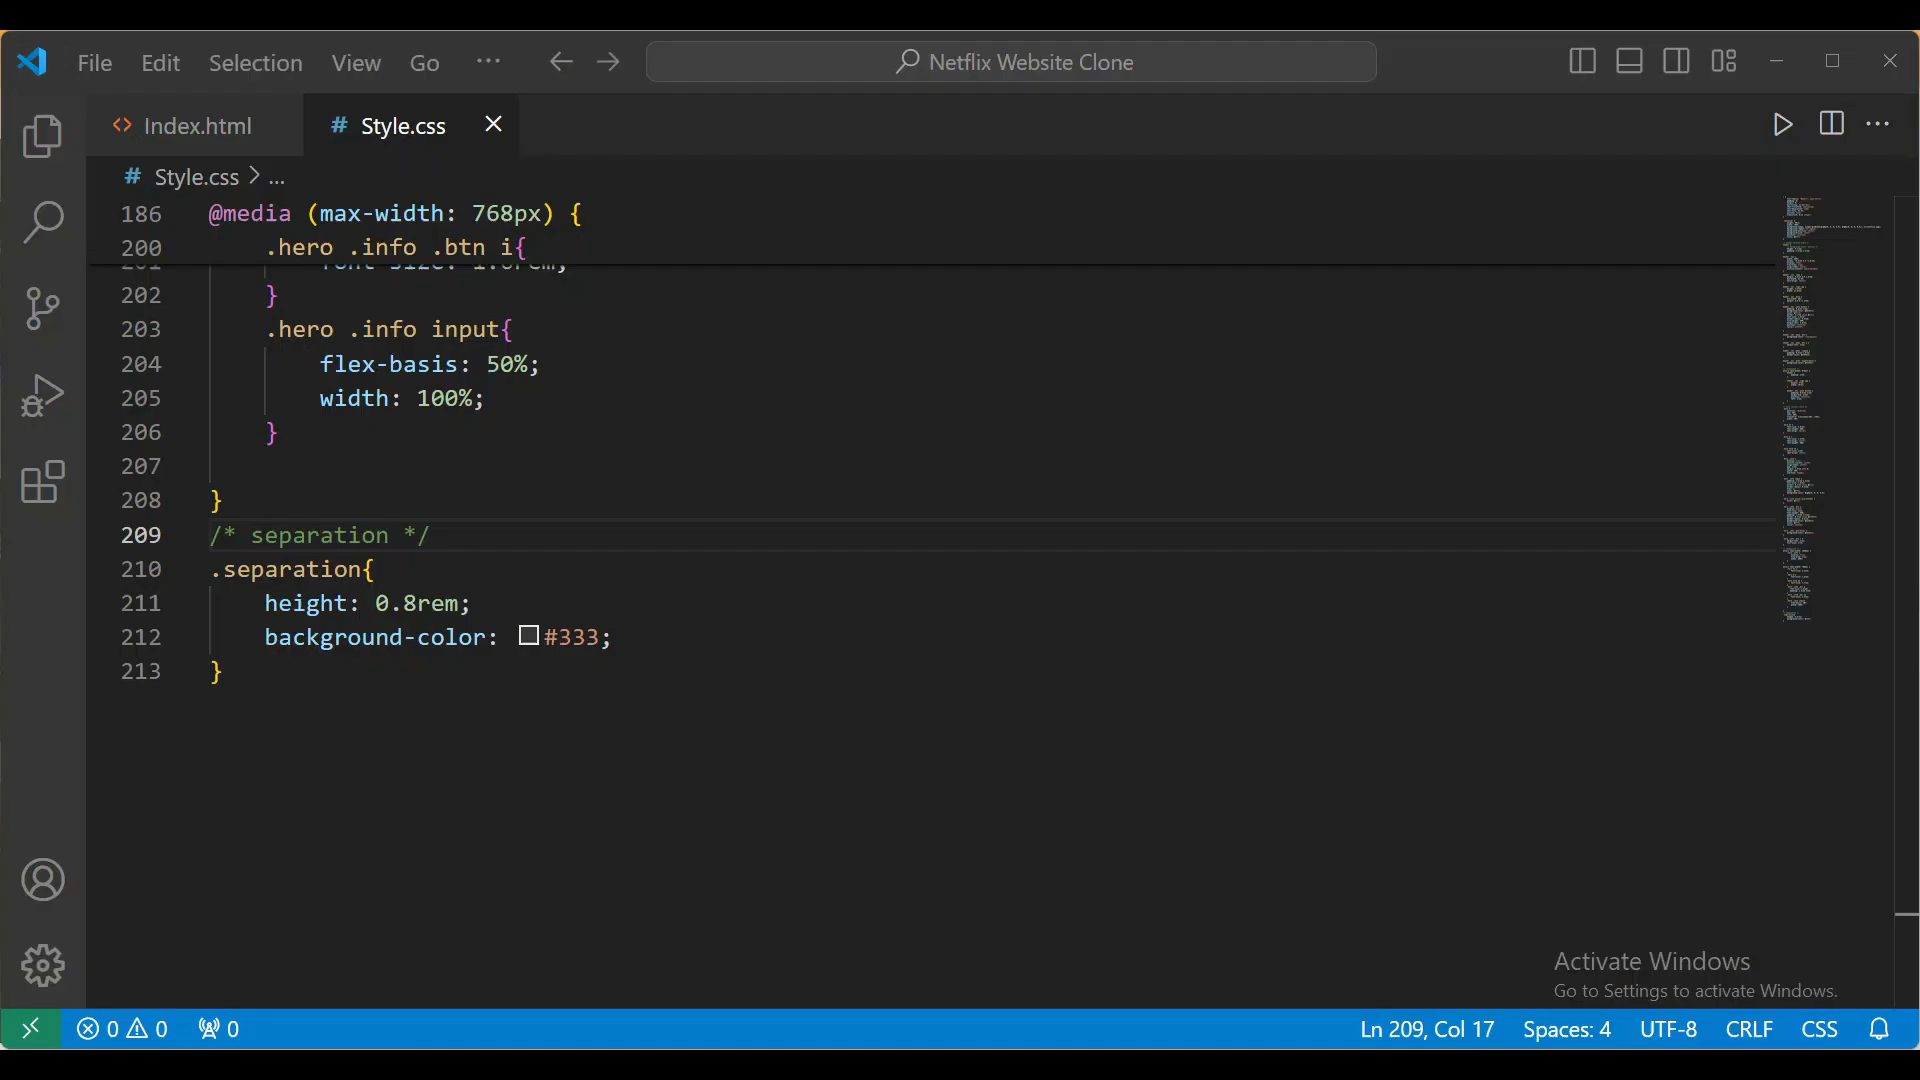 File Edit Selection View Go ··· Netflix Website Clone
Index.html # Style.css
# Style.css > ...
186 @media (max-width: 768px) {
200 .hero .info .btn i{
202 }
203 .hero .info input{
204 flex-basis: 50%;
205 width: 100%;
206 }
207
208 }
209 /* separation */
210 .separation{
211 height: 0.8rem;
212 background-color: #333;
213 }
Activate Windows
Go to Settings to activate Windows.
0 0 0 Ln 209, Col 17 Spaces: 4 UTF-8 CRLF CSS